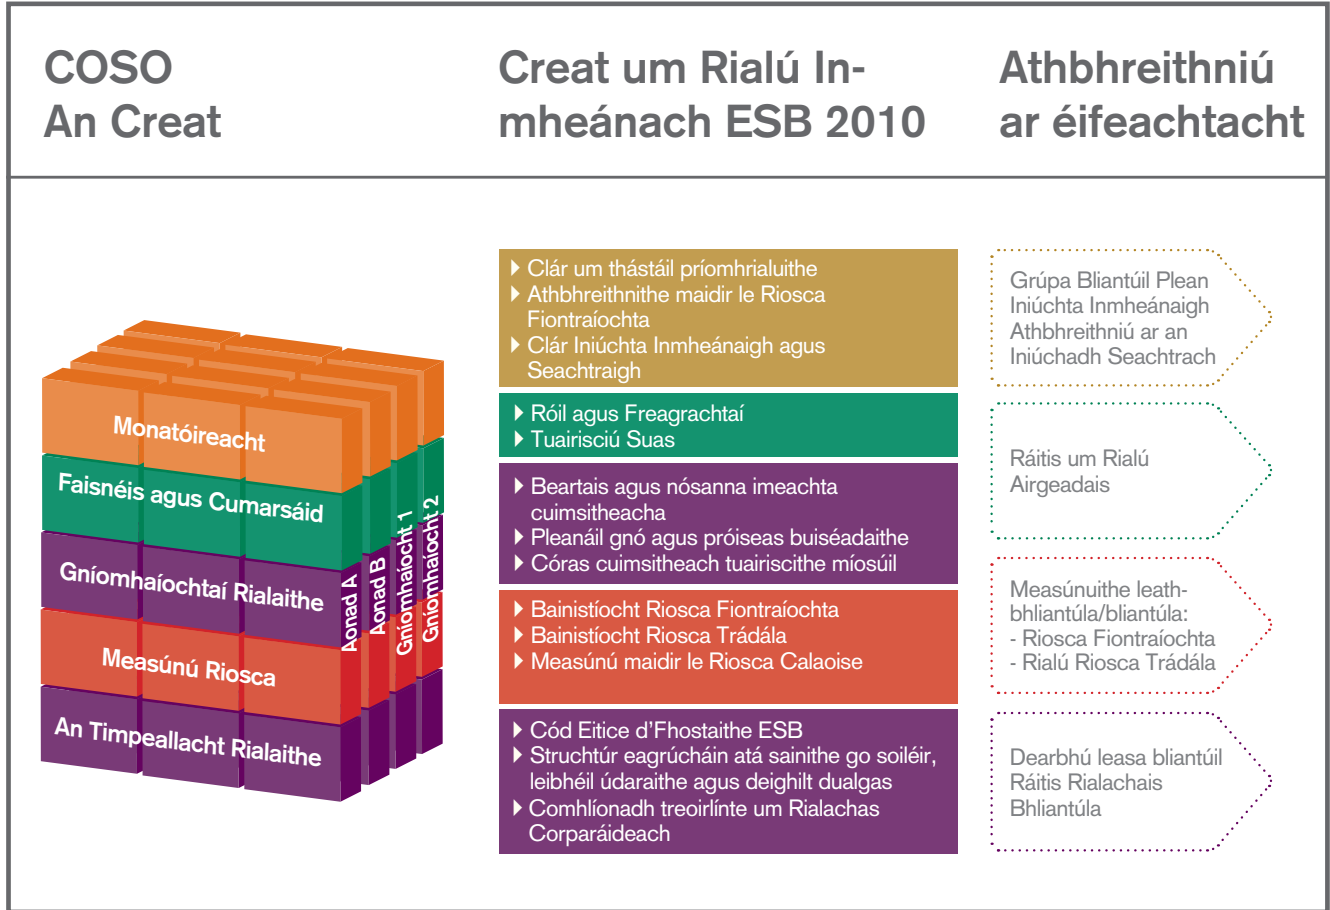 COSO
An Creat
Creat um Rialú In-
mheánach ESB 2010
Athbhreithniú
ar éifeachtacht
Monatóireacht
Faisnéis agus Cumarsáid
Gníomhaíochtaí Rialaithe
Measúnú Riosca
An Timpeallacht Rialaithe
Aonad A
Aonad B
Gníomhaíocht 1
Gníomhaíocht 2
Clár um thástáil príomhrialuithe
Athbhreithnithe maidir le Riosca
Fiontraíochta
Clár Iniúchta Inmheánaigh agus
Seachtraigh
Róil agus Freagrachtaí
Tuairisciú Suas
Beartais agus nósanna imeachta
cuimsitheacha
Pleanáil gnó agus próiseas buiséadaithe
Córas cuimsitheach tuairiscithe míosúil
Bainistíocht Riosca Fiontraíochta
Bainistíocht Riosca Trádála
Measúnú maidir le Riosca Calaoise
Cód Eitice d'Fhostaithe ESB
Struchtúr eagrúcháin atá sainithe go soiléir,
leibhéil údaraithe agus deighilt dualgas
Comhlíonadh treoirlínte um Rialachas
Corparáideach
Grúpa Bliantúil Plean
Iniúchta Inmheánaigh
Athbhreithniú ar an
Iniúchadh Seachtrach
Ráitis um Rialú
Airgeadais
Measúnuithe leath-
bhliantúla/bliantúla:
- Riosca Fiontraíochta
- Rialú Riosca Trádála
Dearbhú leasa bliantúil
Ráitis Rialachais
Bhliantúla